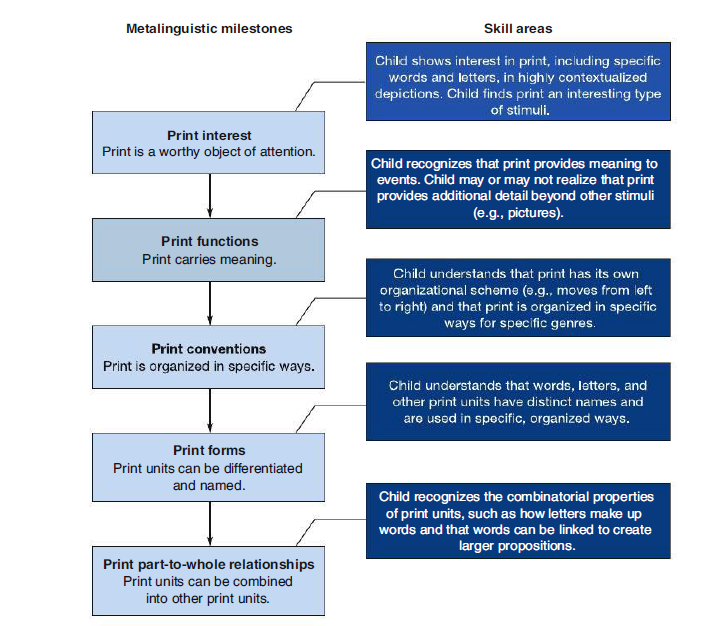 Metalinguistic milestones
Skill areas
Child shows interest in print, including specific
words and letters, in highly contextualized
depictions. Child finds print an interesting type
of stimuli.
Print interest
Print is a worthy object of attention.
Child recognizes that print provides meaning to
events. Child may or may not realize that print
provides additional detail beyond other stimuli
(e.g., pictures).
Print functions
Print carries meaning.
Child understands that print has its own
organizational scheme (e.g., moves from left
to right) and that print is organized in specific
ways for specific genres.
Print conventions
Print is organized in specific ways.
Child understands that words, letters, and
other print units have distinct names and
are used in specific, organized ways.
Print forms
Print units can be differentiated
and named.
Child recognizes the combinatorial properties
of print units, such as how letters make up
words and that words can be linked to create
larger propositions.
Print part-to-whole relationships
Print units can be combined
into other print units.